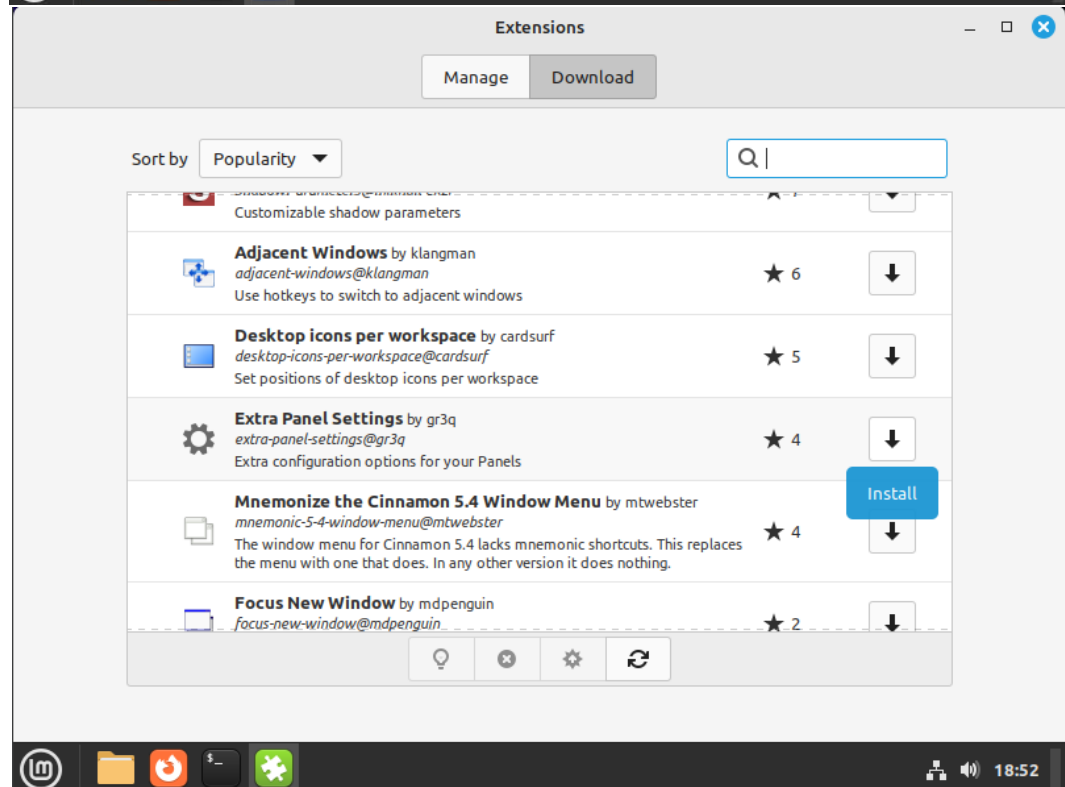 Extensions
Manage Download
Sort by Popularity
Customizable shadow parameters
Adjacent Windows by klangman
adjacent-windows@klangman
6
Use hotkeys to switch to adjacent windows
Desktop icons per workspace by cardsurf
desktop-icons-per-workspace@cardsurf
5
Set positions of desktop icons per workspace
Extra Panel Settings by gr3q
extra-panel-settings@gr3q
4
Extra configuration options for your Panels
Install
Mnemonize the Cinnamon 5.4 Window Menu by mtwebster
mnemonic-5-4-window-menu@mtwebster
4
The window menu for Cinnamon 5.4 lacks mnemonic shortcuts. This replaces
the menu with one that does. In any other version it does nothing.
Focus New Window by mdpenguin
focus-new-window@mdpenguin
2
$_
18:52